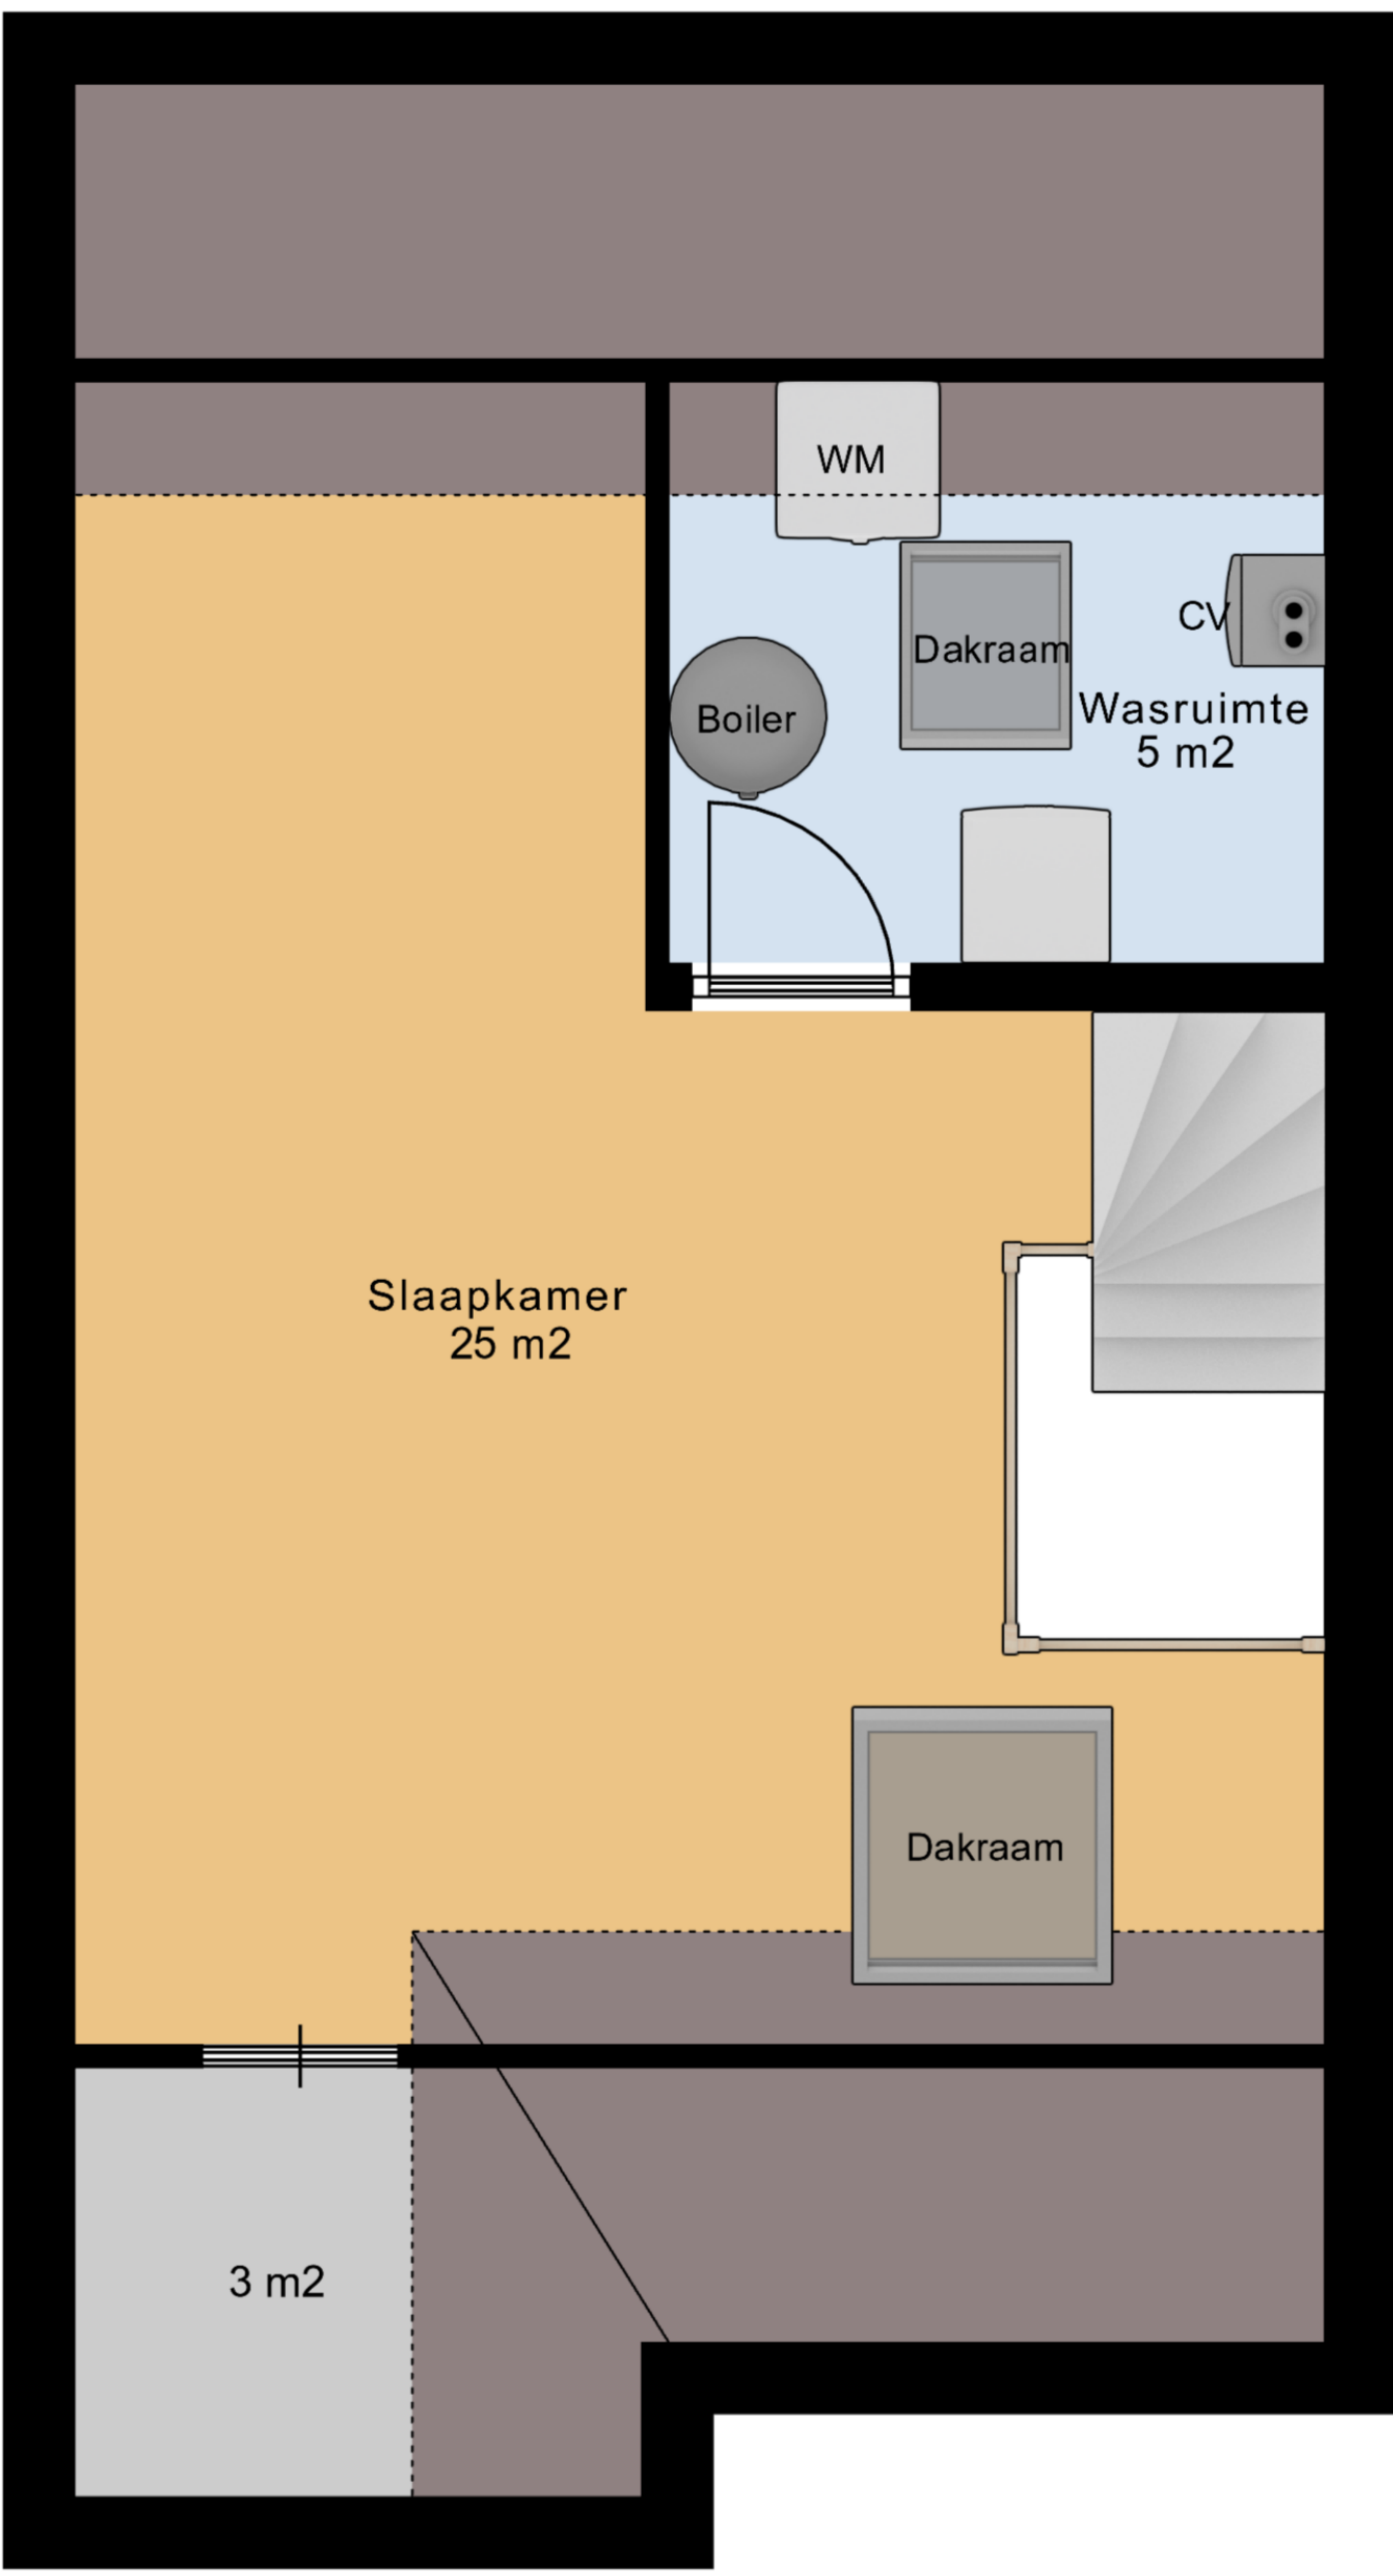 WM
CV
Dakraam
Boiler
Wasruimte
5 m2
Slaapkamer
25 m2
Dakraam
3 m2